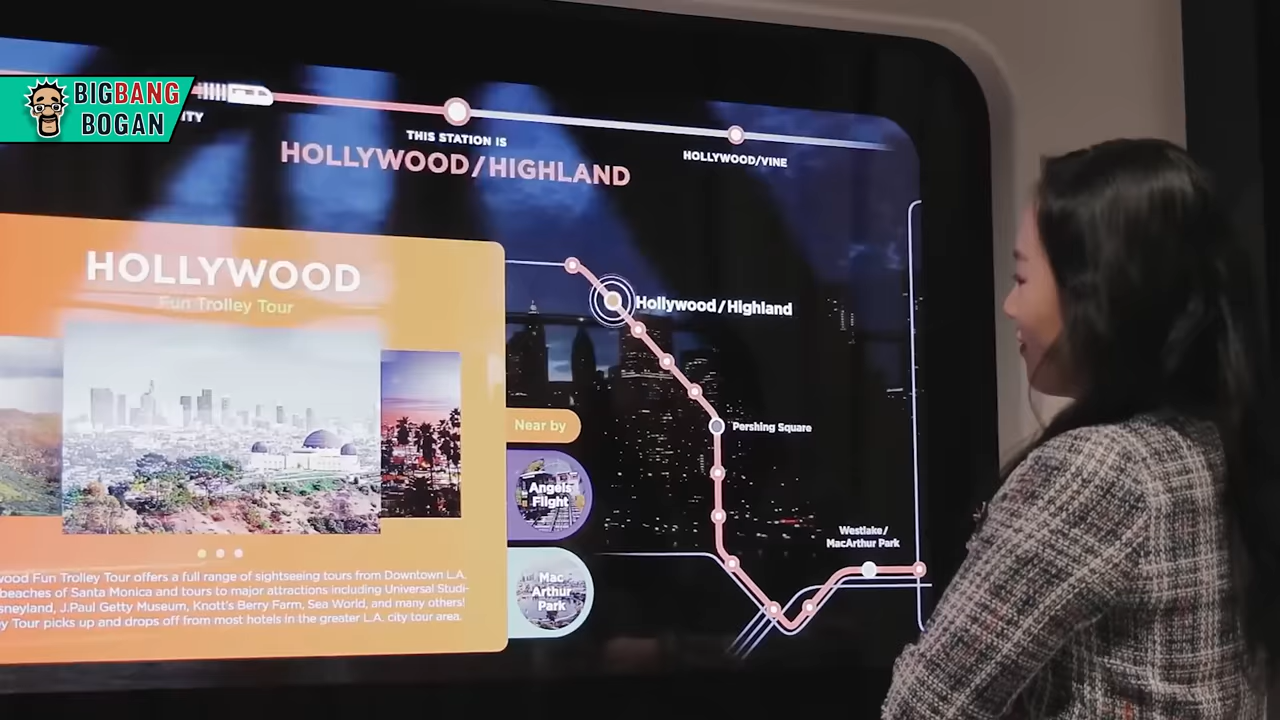 BIGBANG
BOGAN
ITY
THIS STATION IS
HOLLYWOOD/HIGHLAND
HOLLYWOOD/VINE
HOLLYWOOD
Fun Trolley Tour
wood Fun Trolley Tour offers a full range of sightseeing tours from Downtown L.A.
beaches of Santa Monica and tours to major attractions including Universal Studi-
sneyland, J.Paul Getty Museum, Knott's Berry Farm, Sea World, and many others!
y Tour picks up and drops off from most hotels in the greater L.A. city tour area.
Near by
Angels
Flight
Mac
Arthur
Park
Hollywood/Highland
Pershing Square
Westlake/
MacArthur Park